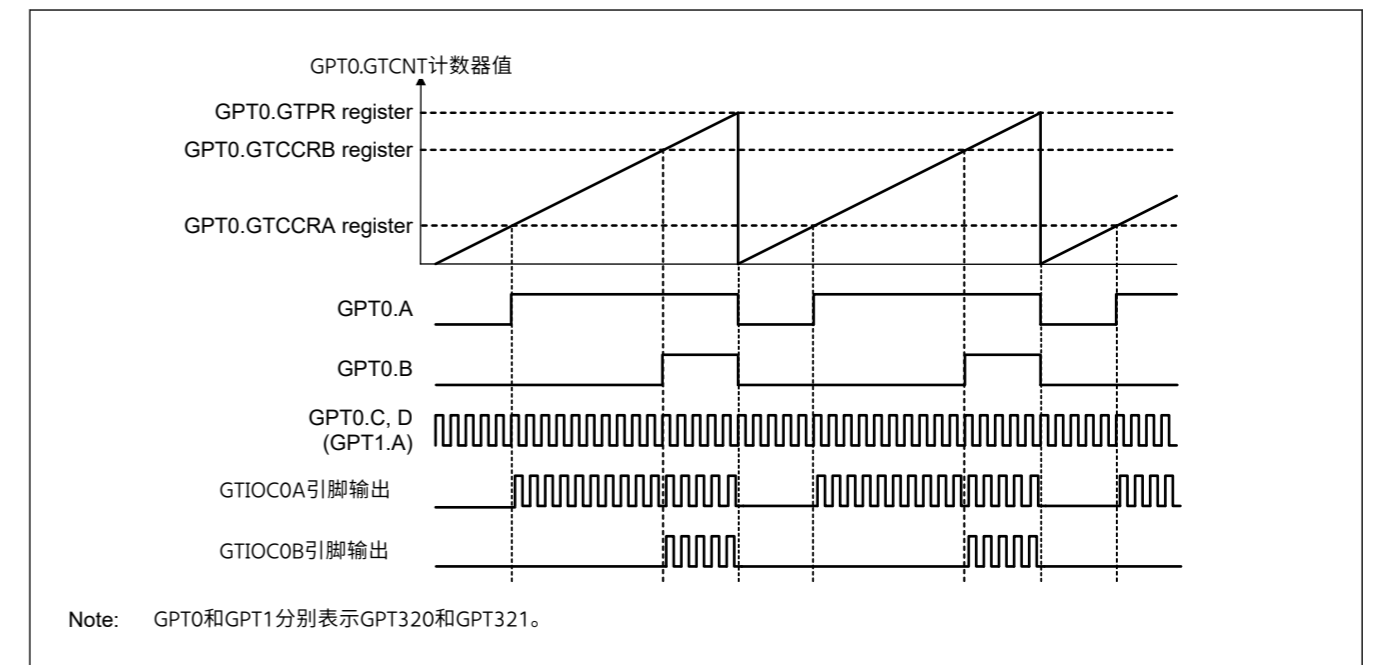 GPT0.GTCNT计数器值
GPT0.GTPR register
GPT0.GTCCRB register
GPT0.GTCCRA register
GPT0.A
GPT0.B
GPT0.C, D
(GPT1.A)
GTIOC0A引脚输出
GTIOC0B引脚输出
Note: GPT0和GPT1分别表示GPT320和GPT321。